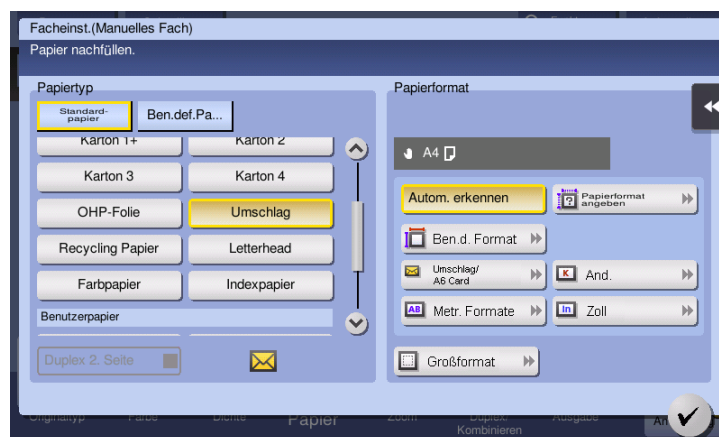 Facheinst.(Manuelles Fach)
Papier nachfüllen.
Papiertyp
Papierformat
Standard-
papier
Ben.def.Pa...
Karton 1+
Karton 2
Karton 3
Karton 4
OHP-Folie
Umschlag
Recycling Papier
Letterhead
Farbpapier
Indexpapier
Benutzerpapier
Duplex 2. Seite
A4
Autom. erkennen
Papierformat
angeben
Ben.d. Format
Umschlag/
A6 Card
K
And.
AB
Metr. Formate
In
Zoll
Großformat
Originaltyp
Farbe
Dichte
Papier
Zoom
Duplex/
Kombinieren
Ausgabe